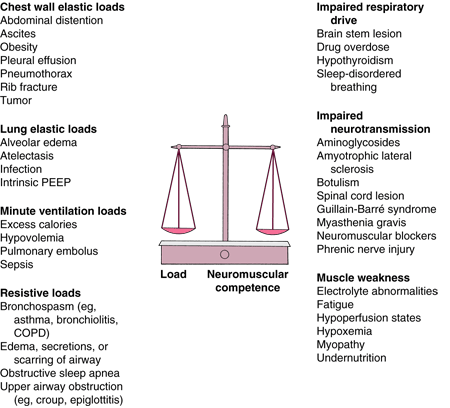 Chest wall elastic loads
Abdominal distention
Ascites
Obesity
Pleural effusion
Pneumothorax
Rib fracture
Tumor
Lung elastic loads
Alveolar edema
Atelectasis
Infection
Intrinsic PEEP
Minute ventilation loads
Excess calories
Hypovolemia
Pulmonary embolus
Sepsis
Resistive loads
Bronchospasm (eg,
asthma, bronchiolitis,
COPD)
Edema, secretions, or
scarring of airway
Obstructive sleep apnea
Upper airway obstruction
(eg, croup, epiglottitis)
Load
Neuromuscular
competence
Impaired respiratory
drive
Brain stem lesion
Drug overdose
Hypothyroidism
Sleep-disordered
breathing
Impaired
neurotransmission
Aminoglycosides
Amyotrophic lateral
sclerosis
Botulism
Spinal cord lesion
Guillain-Barré syndrome
Myasthenia gravis
Neuromuscular blockers
Phrenic nerve injury
Muscle weakness
Electrolyte abnormalities
Fatigue
Hypoperfusion states
Hypoxemia
Myopathy
Undernutrition